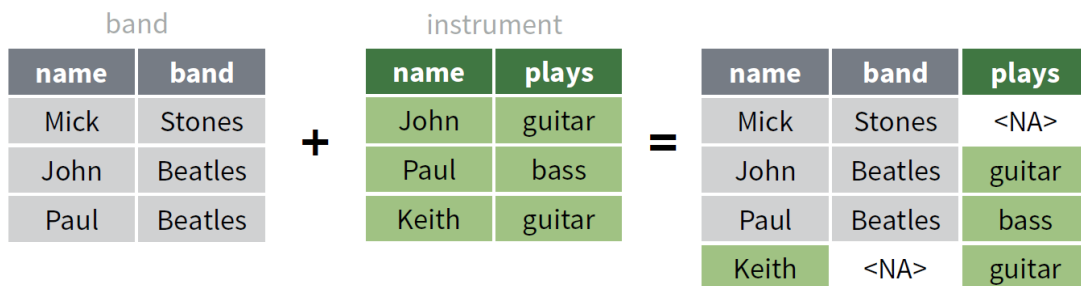 band instrument
name band name plays name band plays
Mick Stones John guitar Mick Stones <NA>
+ =
John Beatles Paul bass John Beatles guitar
Paul Beatles Keith guitar Paul Beatles bass
Keith <NA> guitar